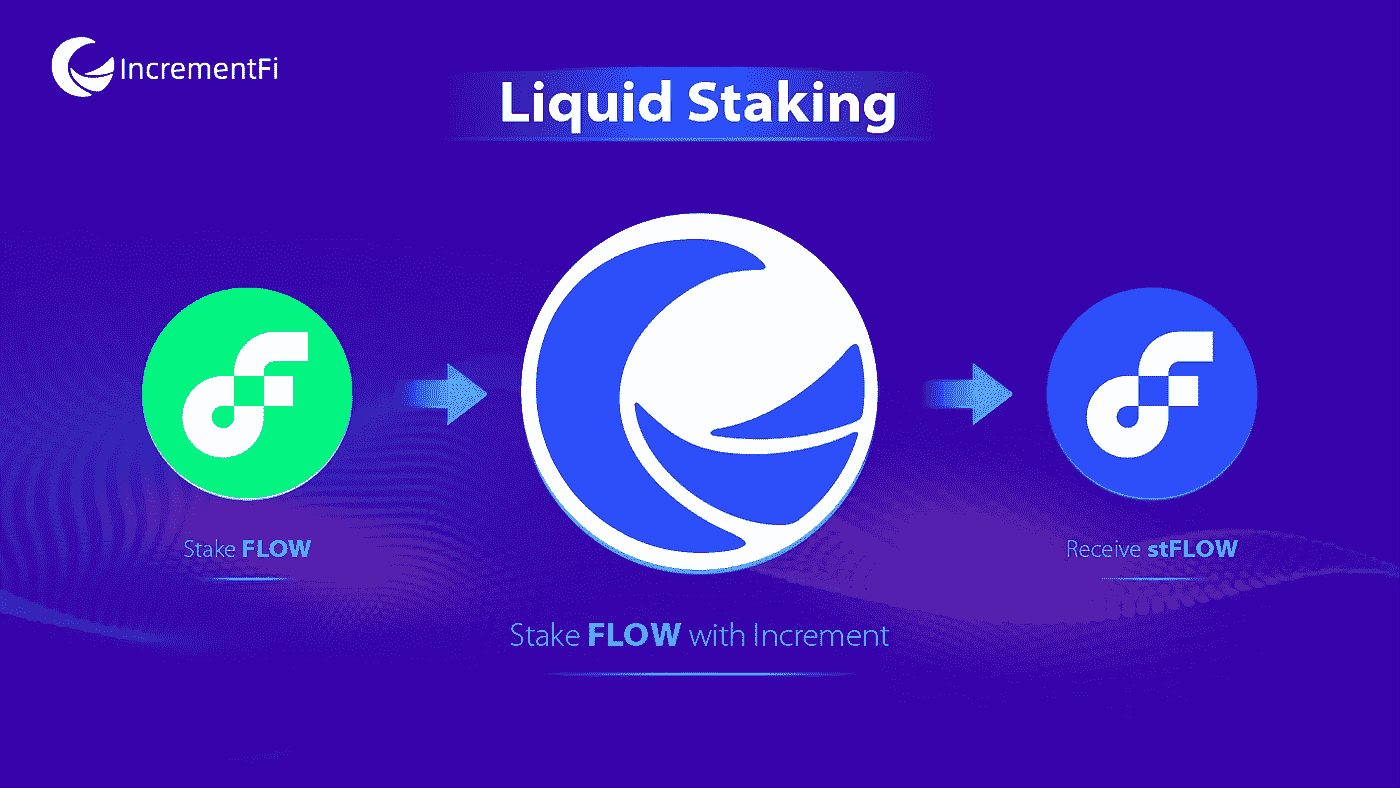 IncrementFi
Liquid Staking
Stake FLOW
Receive stFLOW
Stake FLOW with Increment